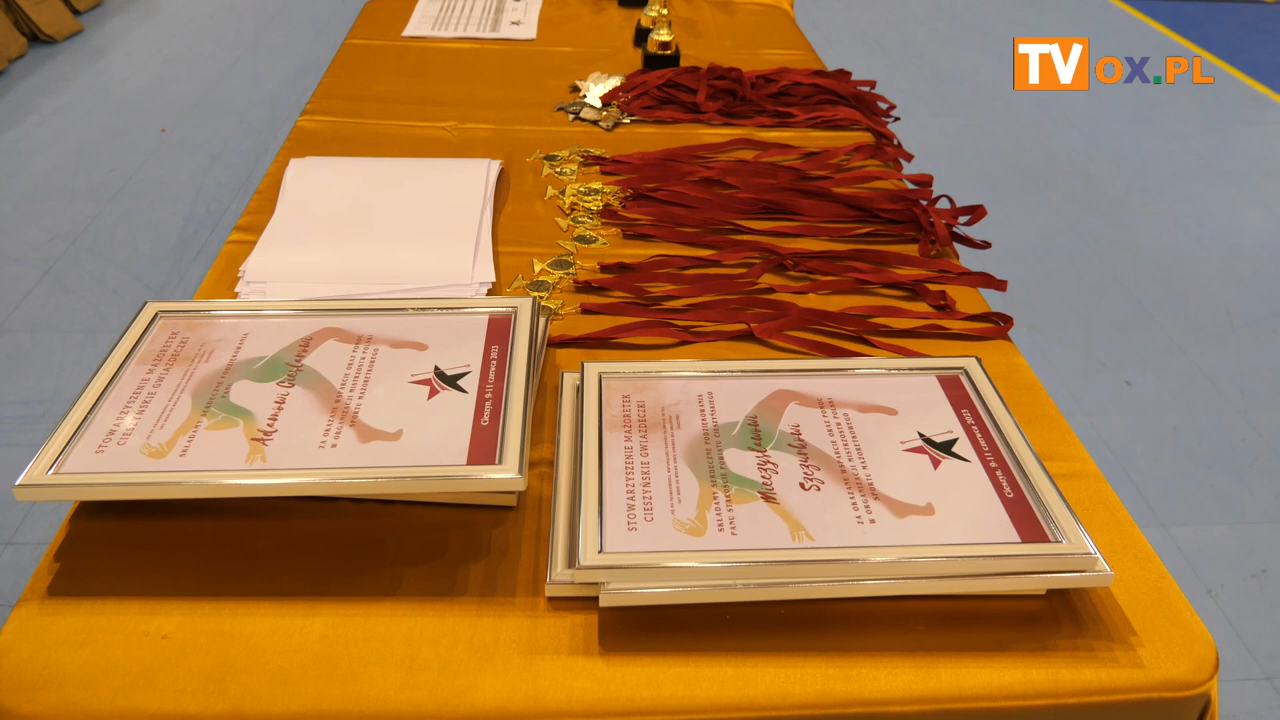 TVOX.PL
STOWARZYSZENIE MAŻORETEK
CIESZYŃSKIE GWIAZDECZKI
SKŁADAMY SERDECZNE PODZIĘKOWANIA
PANU
Adamowi Cieślawski
ZA OKAZANE WSPARCIE ORAZ POMOC
W ORGANIZACJI MISTRZOSTW POLSKI
SPORTU MAŻORETKOWEGO
Cieszyn, 9-11 czerwca 2023
STOWARZYSZENIE MAŻORETEK
CIESZYŃSKIE GWIAZDECZKI
SKŁADAMY SERDECZNE PODZIĘKOWANIA
PANU STAROŚCIE POWIATU CIESZYŃSKIEGO
Mieczysławowi
Szczurkowi
ZA OKAZANE WSPARCIE ORAZ POMOC
W ORGANIZACJI MISTRZOSTW POLSKI
SPORTU MAŻORETKOWEGO
Cieszyn, 9-11 czerwca 2023